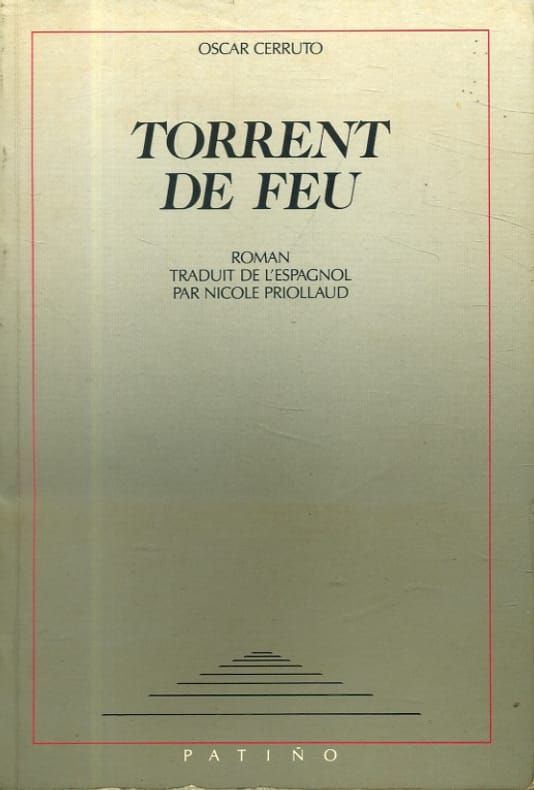 OSCAR CERRUTO
TORRENT
DE FEU
ROMAN
TRADUIT DE L'ESPAGNOL
PAR NICOLE PRIOLLAUD
PATIÑO